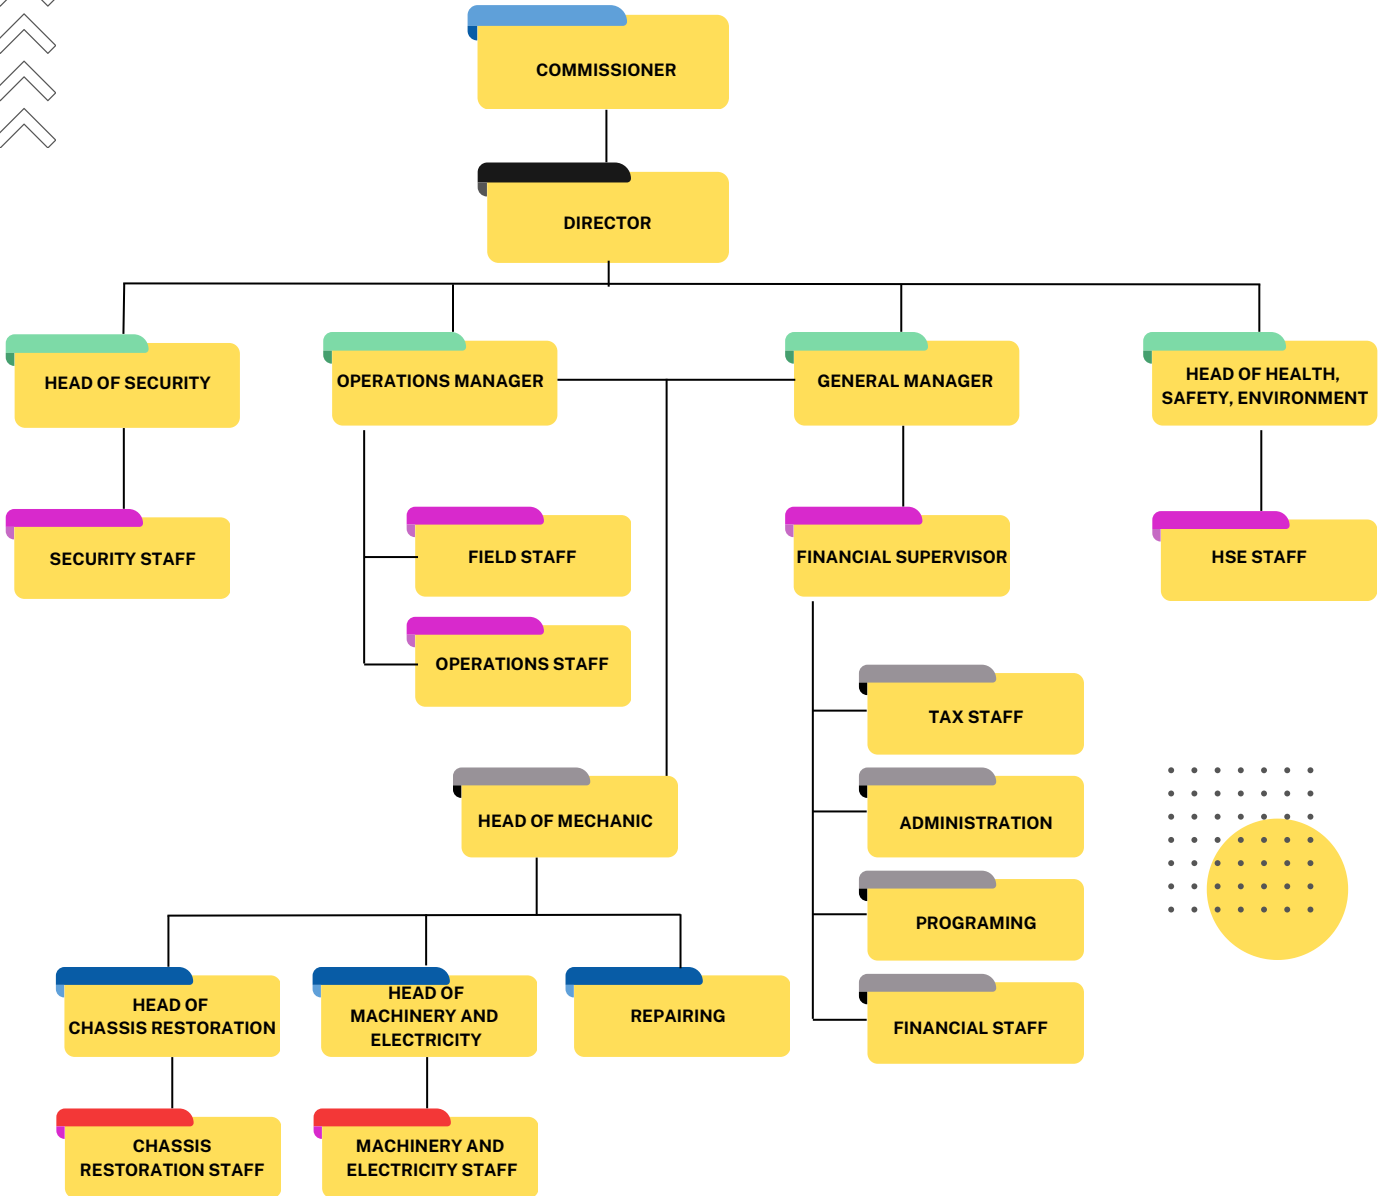 COMMISSIONER
DIRECTOR
HEAD OF SECURITY
OPERATIONS MANAGER
GENERAL MANAGER
HEAD OF HEALTH,
SAFETY, ENVIRONMENT
SECURITY STAFF
FIELD STAFF
FINANCIAL SUPERVISOR
HSE STAFF
OPERATIONS STAFF
TAX STAFF
HEAD OF MECHANIC
ADMINISTRATION
PROGRAMING
HEAD OF
CHASSIS RESTORATION
HEAD OF
MACHINERY AND
ELECTRICITY
REPAIRING
FINANCIAL STAFF
CHASSIS
RESTORATION STAFF
MACHINERY AND
ELECTRICITY STAFF